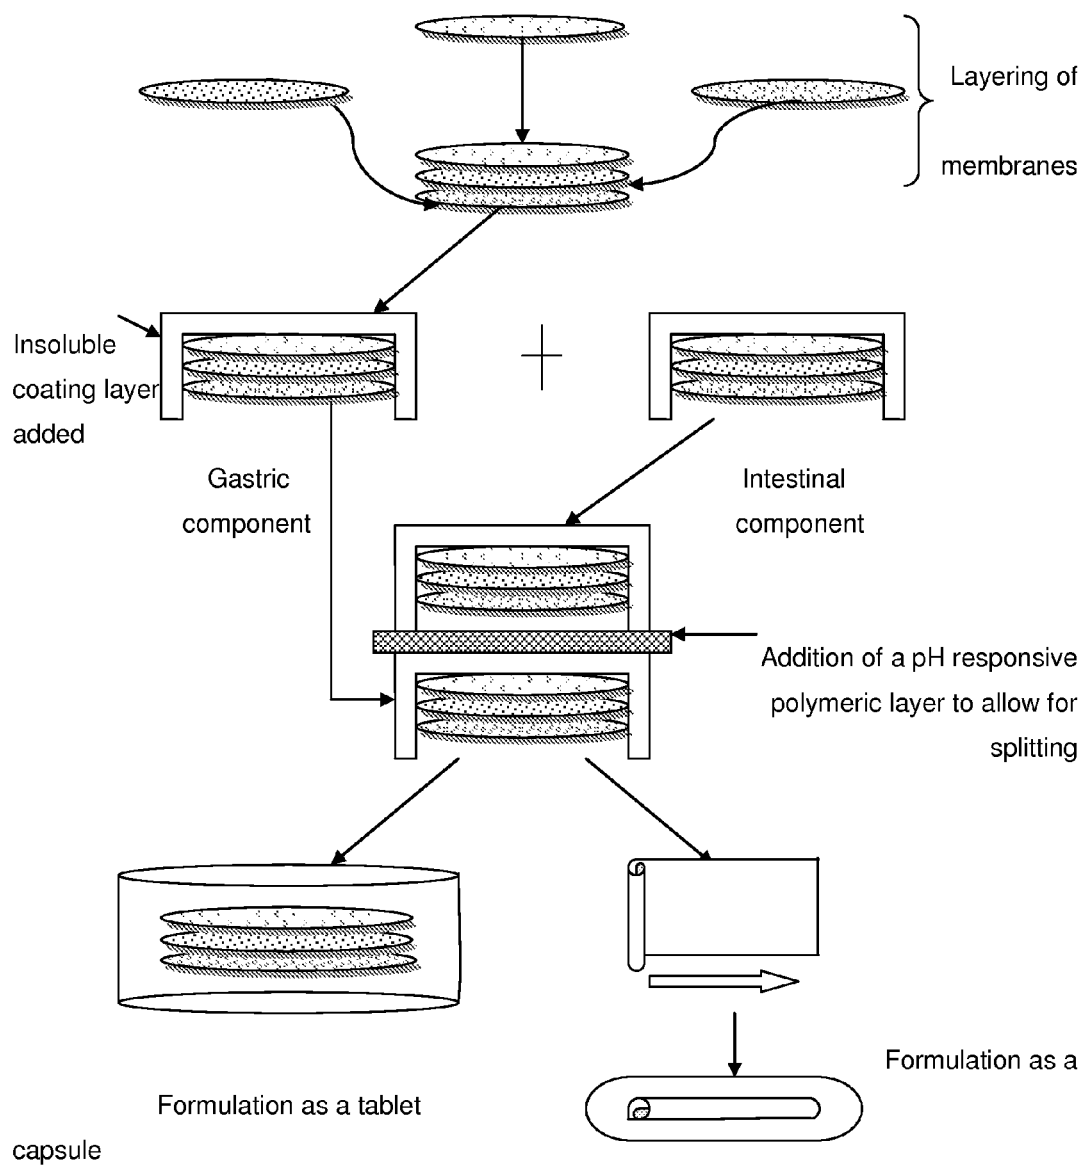 Layering of
membranes
Insoluble
coating layer
added
Gastric
component
Intestinal
component
Addition of a pH responsive
polymeric layer to allow for
splitting
Formulation as a
Formulation as a tablet
capsule